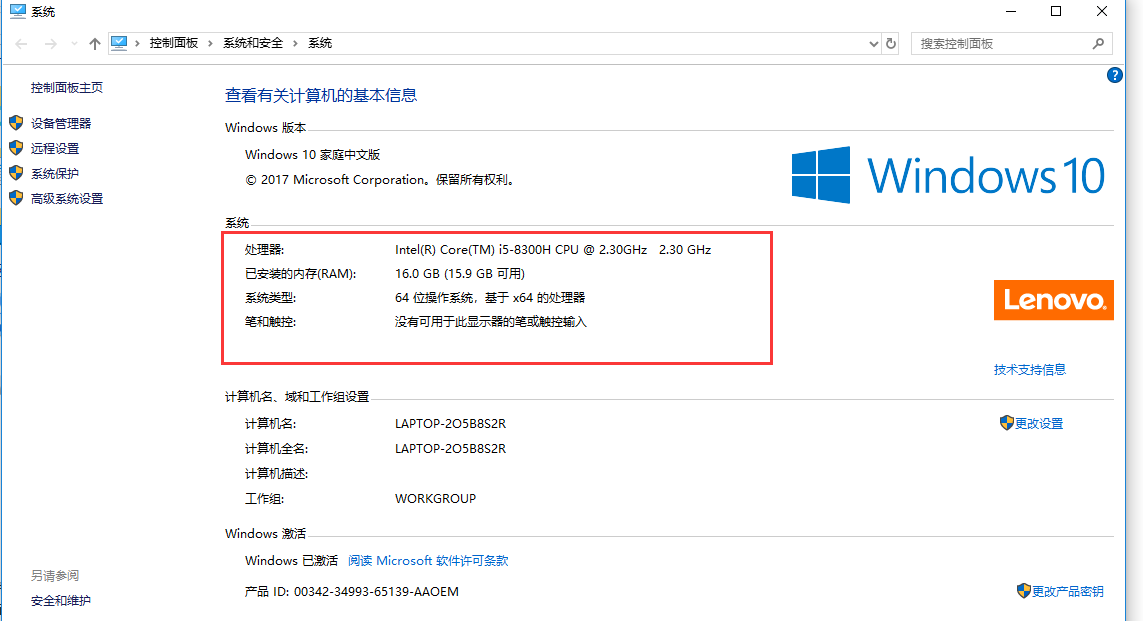 系统
控制面板 › 系统和安全 › 系统
搜索控制面板
控制面板主页
设备管理器
远程设置
系统保护
高级系统设置
查看有关计算机的基本信息
Windows 版本
Windows 10 家庭中文版
© 2017 Microsoft Corporation。保留所有权利。
Windows 10
系统
处理器: Intel(R) Core(TM) i5-8300H CPU @ 2.30GHz 2.30 GHz
已安装的内存(RAM): 16.0 GB (15.9 GB 可用)
系统类型: 64 位操作系统, 基于 x64 的处理器
笔和触控: 没有可用于此显示器的笔或触控输入
Lenovo.
技术支持信息
计算机名、域和工作组设置
计算机名: LAPTOP-2O5B8S2R
更改设置
计算机全名: LAPTOP-2O5B8S2R
计算机描述:
工作组: WORKGROUP
Windows 激活
Windows 已激活 阅读 Microsoft 软件许可条款
产品 ID: 00342-34993-65139-AAOEM
更改产品密钥
另请参阅
安全和维护